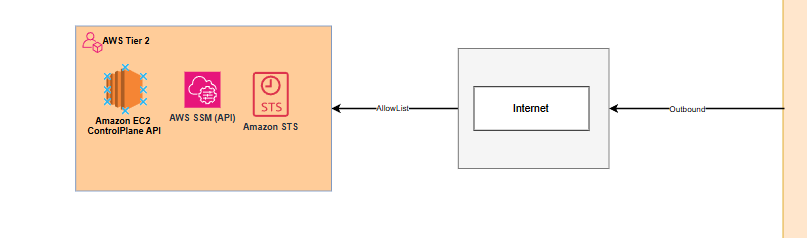 AWS Tier 2
Amazon EC2
ControlPlane API
AWS SSM (API)
STS
Amazon STS
AllowList
Internet
Outbound